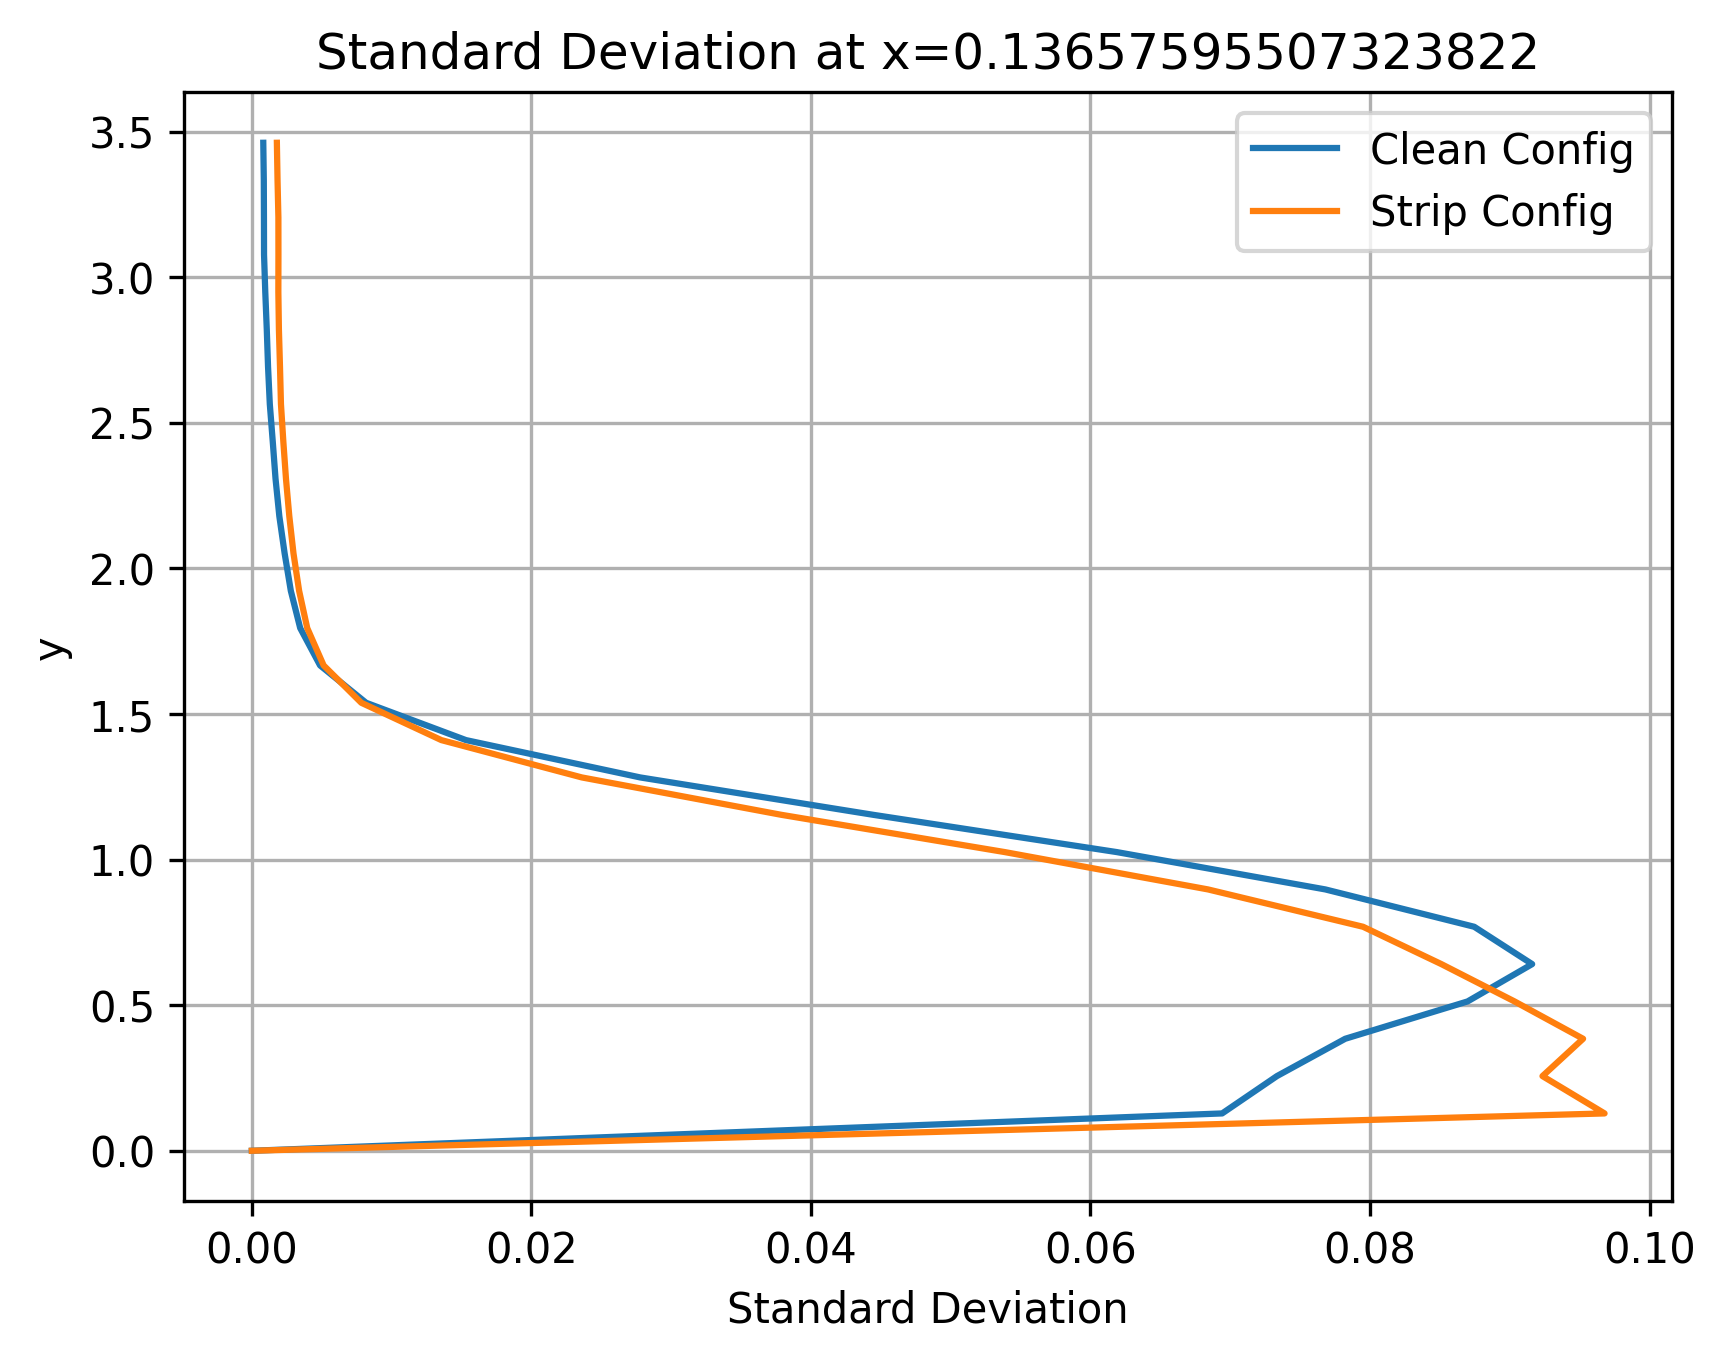 Standard Deviation at x=0.13657595507323822
Clean Config
Strip Config
y
3.5
3.0
2.5
2.0
1.5
1.0
0.5
0.0
0.00 0.02 0.04 0.06 0.08 0.10
Standard Deviation